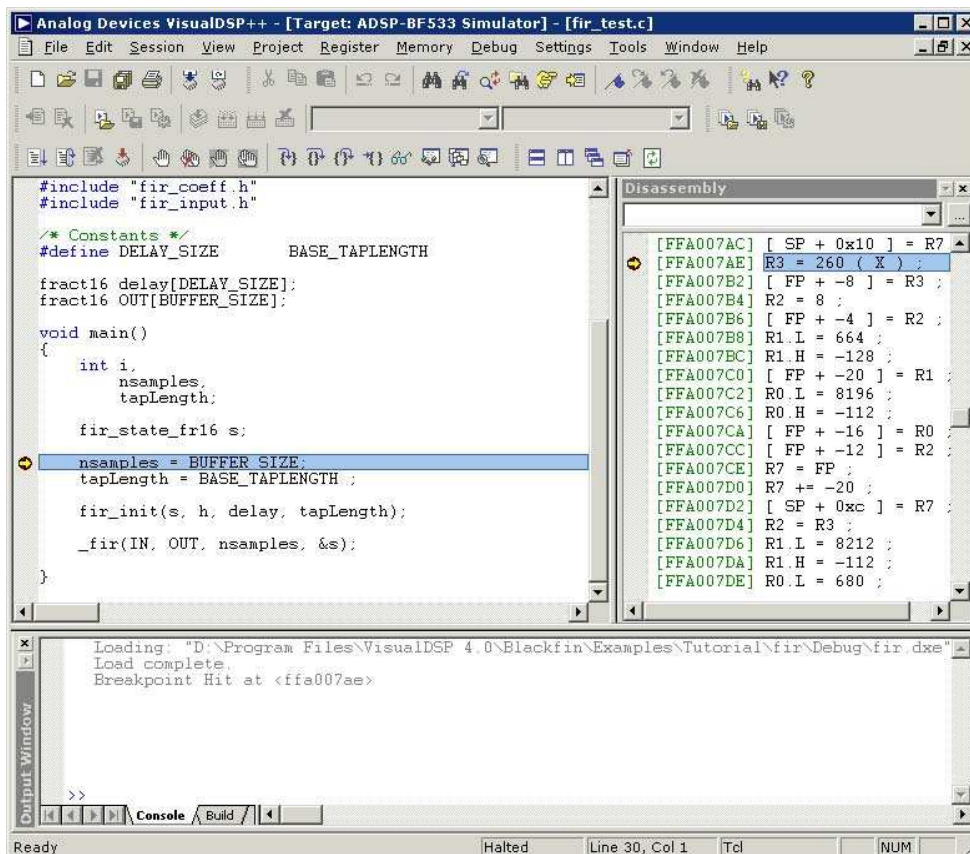 Analog Devices VisualDSP++ - [Target: ADSP-BF533 Simulator] - [fir_test.c]
File Edit Session View Project Register Memory Debug Settings Tools Window Help
#include "fir_coeff.h"
#include "fir_input.h"
/* Constants */
#define DELAY_SIZE BASE_TAPLENGTH
fract16 delay[DELAY_SIZE];
fract16 OUT[BUFFER_SIZE];
void main()
{
int i,
nsamples,
tapLength;
fir_state_fr16 s;
nsamples = BUFFER_SIZE;
tapLength = BASE_TAPLENGTH ;
fir_init(s, h, delay, tapLength);
_fir(IN, OUT, nsamples, &s);
}
Disassembly
...
[FFA007AC] [ SP + 0x10 ] = R7
[FFA007AE] R3 = 260 ( X ) ;
[FFA007B2] [ FP + -8 ] = R3 ;
[FFA007B4] R2 = 8 ;
[FFA007B6] [ FP + -4 ] = R2 ;
[FFA007B8] R1.L = 664 ;
[FFA007BC] R1.H = -128 ;
[FFA007C0] [ FP + -20 ] = R1 ;
[FFA007C2] R0.L = 8196 ;
[FFA007C6] R0.H = -112 ;
[FFA007CA] [ FP + -16 ] = R0 ;
[FFA007CC] [ FP + -12 ] = R2 ;
[FFA007CE] R7 = FP ;
[FFA007D0] R7 += -20 ;
[FFA007D2] [ SP + 0xc ] = R7 ;
[FFA007D4] R2 = R3 ;
[FFA007D6] R1.L = 8212 ;
[FFA007DA] R1.H = -112 ;
[FFA007DE] R0.L = 680 ;
Output Window
Loading: "D:\Program Files\VisualDSP 4.0\Blackfin\Examples\Tutorial\fir\Debug\fir.dxe"
Load complete.
Breakpoint Hit at <ffa007ae>
>>
Console Build
Ready Halted Line 30, Col 1 Tcl NUM